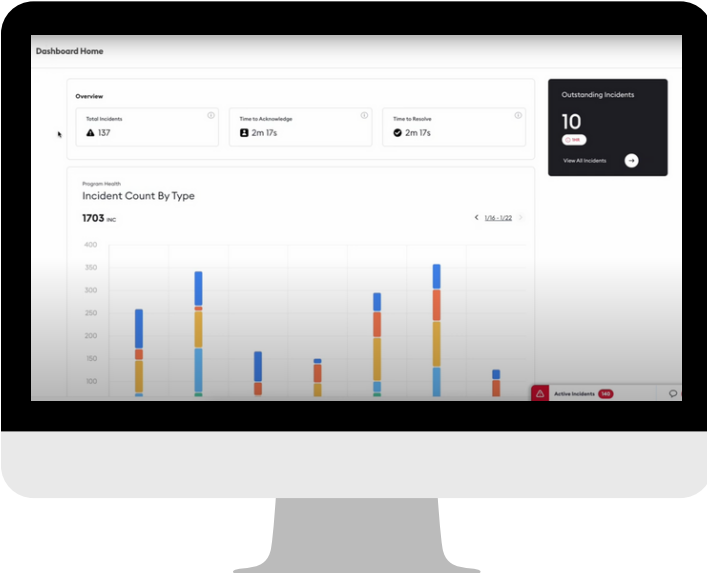 Dashboard Home
Overview
Total Incidents
137
Time to Acknowledge
2m 17s
Time to Resolve
2m 17s
Outstanding Incidents
10
View All Incidents
Program Health
Incident Count By Type
1703 INC
1/16 - 1/22
400
350
300
250
200
150
100
Active Incidents 140